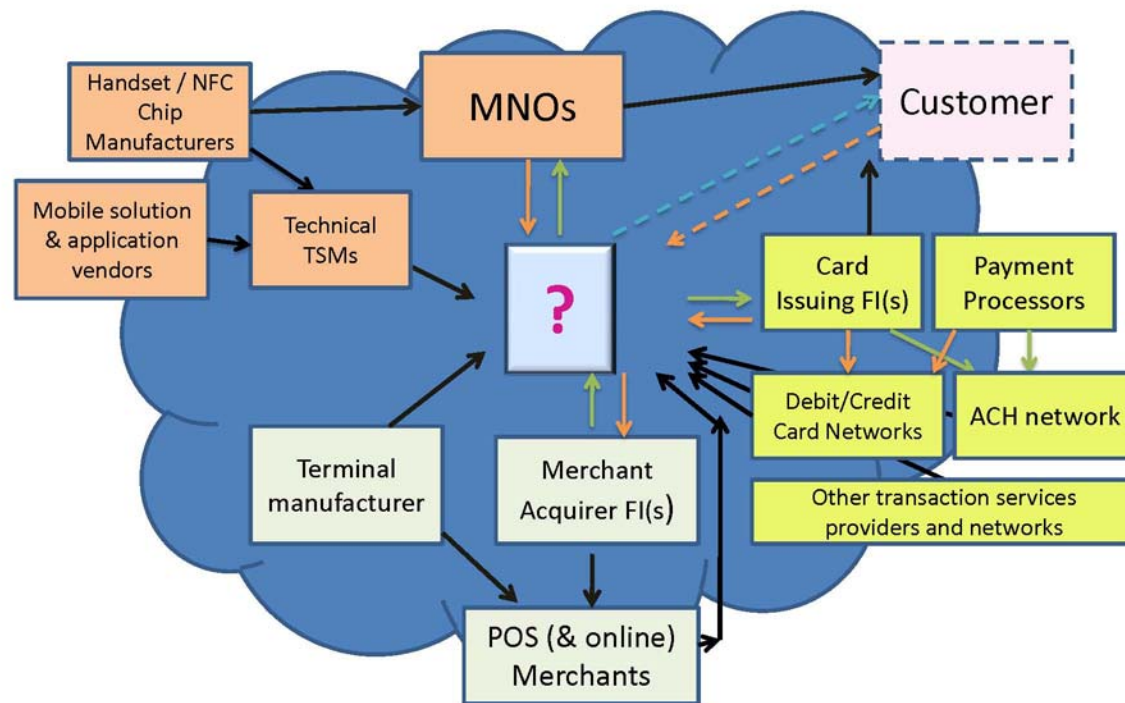 Handset / NFC
Chip
Manufacturers
MNOs
Customer
Mobile solution
& application
vendors
Technical
TSMs
?
Card
Issuing FI(s)
Payment
Processors
Debit/Credit
Card Networks
ACH network
Terminal
manufacturer
Merchant
Acquirer FI(s)
Other transaction services
providers and networks
POS (& online)
Merchants